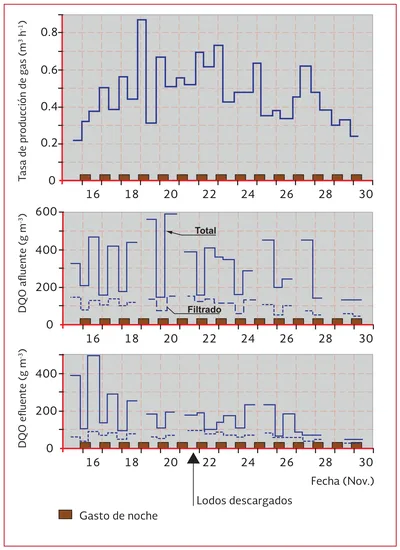 Tasa de producción de gas (m³ h⁻¹)
0.8
0.6
0.4
0.2
0
16 18 20 22 24 26 28 30
DQO afluente (g m⁻³)
600
400
200
0
Total
Filtrado
16 18 20 22 24 26 28 30
DQO efluente (g m⁻³)
400
200
0
16 18 20 22 24 26 28 30
Fecha (Nov.)
Lodos descargados
Gasto de noche